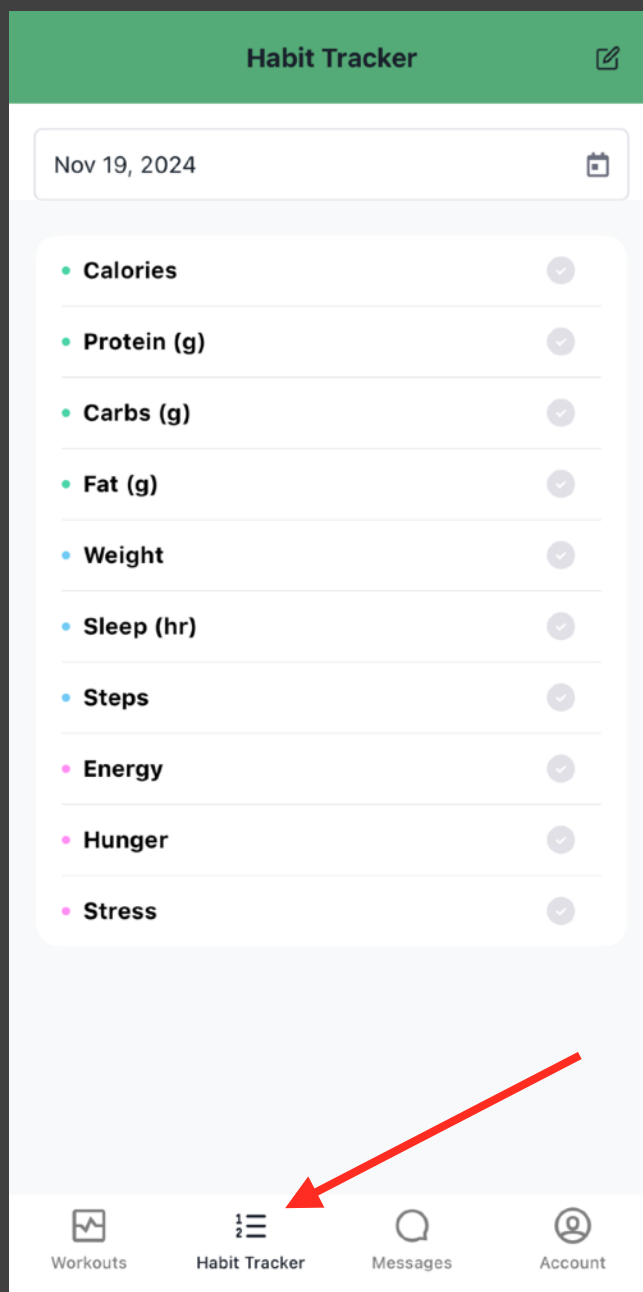 Habit Tracker
Nov 19, 2024
Calories
Protein (g)
Carbs (g)
Fat (g)
Weight
Sleep (hr)
Steps
Energy
Hunger
Stress
Workouts
Habit Tracker
Messages
Account